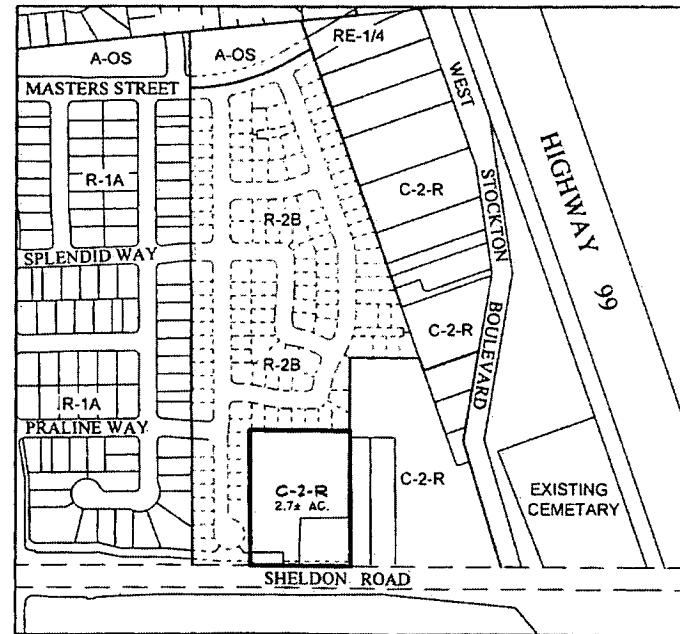 RE-1/4
A-OS
A-OS
MASTERS STREET
WEST
STOCKTON
BOULEVARD
HIGHWAY 99
R-1A
C-2-R
R-2B
SPLENDID WAY
C-2-R
R-2B
R-1A
PRALINE WAY
C-2-R
2.7± AC.
C-2-R
EXISTING
CEMETARY
SHELDON ROAD